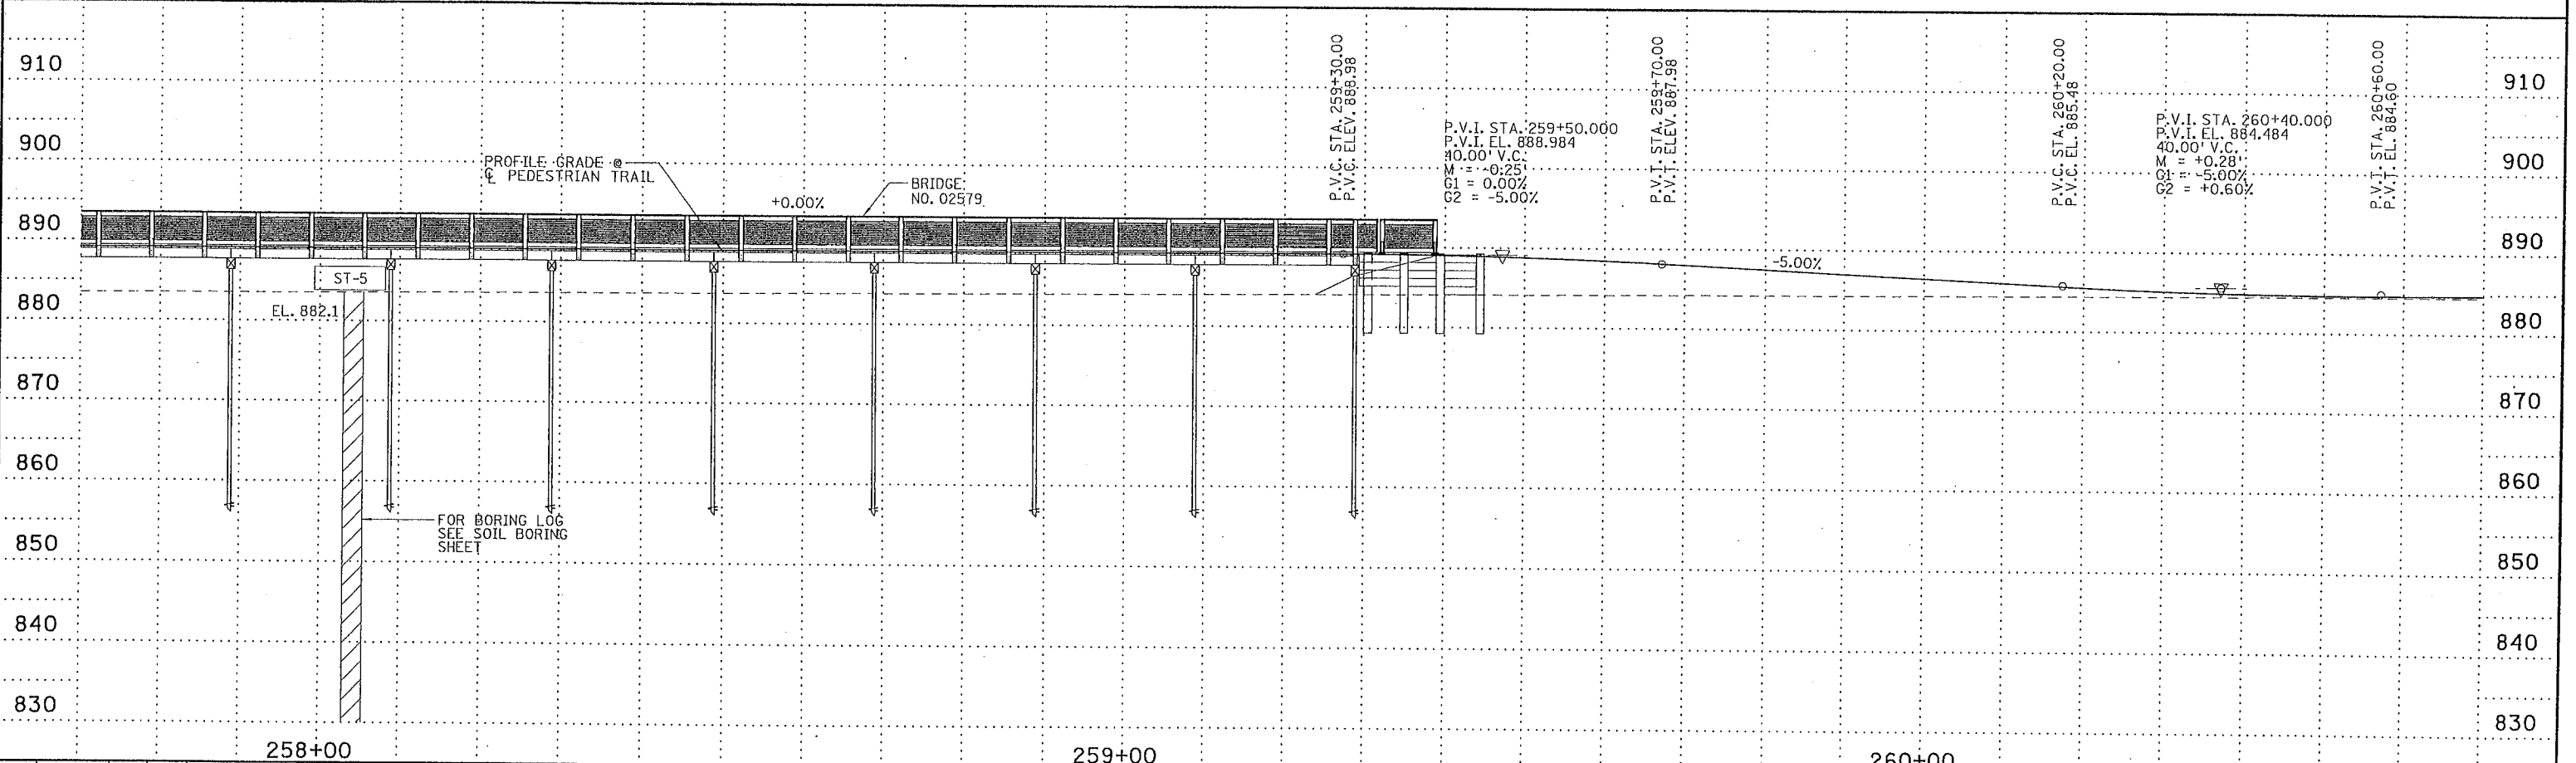 910
900
890
880
870
860
850
840
830
PROFILE GRADE @
℄ PEDESTRIAN TRAIL
+0.00%
BRIDGE
NO. 02579
ST-5
EL. 882.1
FOR BORING LOG
SEE SOIL BORING
SHEET
P.V.C. STA. 259+30.00
P.V.C. ELEV. 888.98
P.V.I. STA. 259+50.000
P.V.I. EL. 888.984
40.00' V.C.
M = -0.25'
G1 = 0.00%
G2 = -5.00%
P.V.T. STA. 259+70.00
P.V.T. ELEV. 887.98
-5.00%
P.V.C. STA. 260+20.00
P.V.C. EL. 885.48
P.V.I. STA. 260+40.000
P.V.I. EL. 884.484
40.00' V.C.
M = +0.28'
G1 = -5.00%
G2 = +0.60%
P.V.T. STA. 260+60.00
P.V.T. EL. 884.60
910
900
890
880
870
860
850
840
830
258+00
259+00
260+00